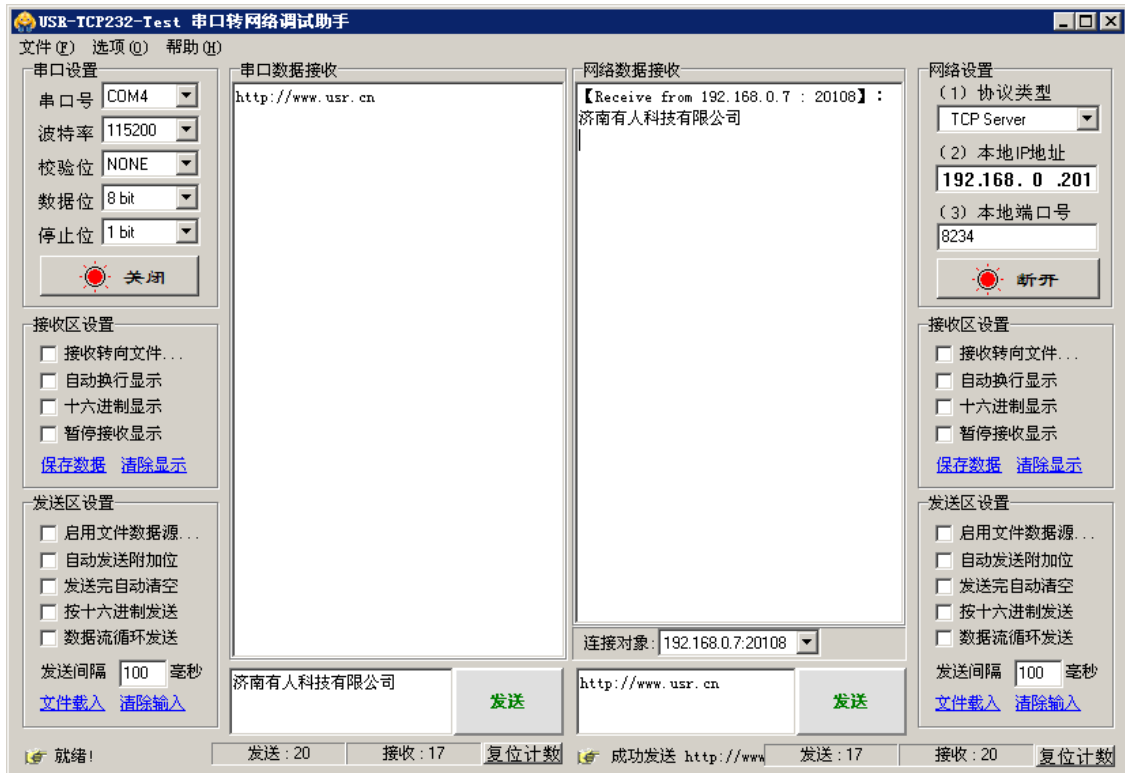 USR-TCP232-Test 串口转网络调试助手
文件(F) 选项(O) 帮助(H)
串口设置
串口号 COM4
波特率 115200
校验位 NONE
数据位 8 bit
停止位 1 bit
关闭
接收区设置
接收转向文件...
自动换行显示
十六进制显示
暂停接收显示
保存数据 清除显示
发送区设置
启用文件数据源...
自动发送附加位
发送完自动清空
按十六进制发送
数据流循环发送
发送间隔 100 毫秒
文件载入 清除输入
串口数据接收
http://www.usr.cn
济南有人科技有限公司
发送
网络数据接收
【Receive from 192.168.0.7 : 20108】：
济南有人科技有限公司
连接对象: 192.168.0.7:20108
http://www.usr.cn
发送
网络设置
(1) 协议类型
TCP Server
(2) 本地IP地址
192.168. 0 .201
(3) 本地端口号
8234
断开
接收区设置
接收转向文件...
自动换行显示
十六进制显示
暂停接收显示
保存数据 清除显示
发送区设置
启用文件数据源...
自动发送附加位
发送完自动清空
按十六进制发送
数据流循环发送
发送间隔 100 毫秒
文件载入 清除输入
就绪! 发送:20 接收:17 复位计数 成功发送 http://www 发送:17 接收:20 复位计数